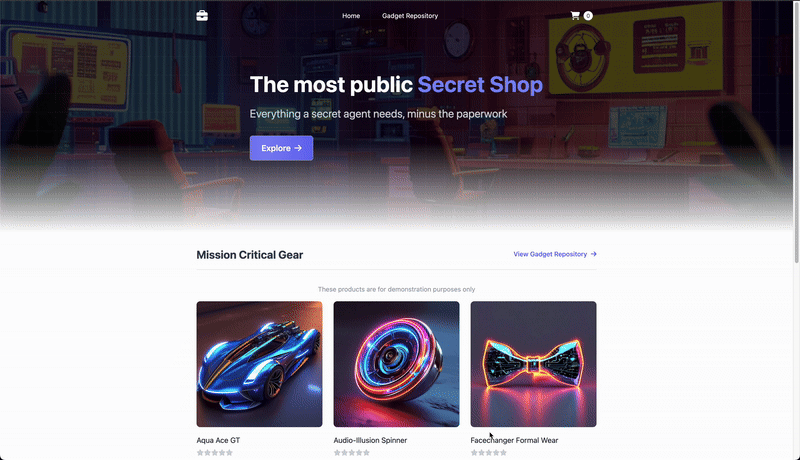 Home
Gadget Repository
0
The most public Secret Shop
Everything a secret agent needs, minus the paperwork
Explore →
Mission Critical Gear
View Gadget Repository →
These products are for demonstration purposes only
Aqua Ace GT
Audio-Illusion Spinner
Facechanger Formal Wear